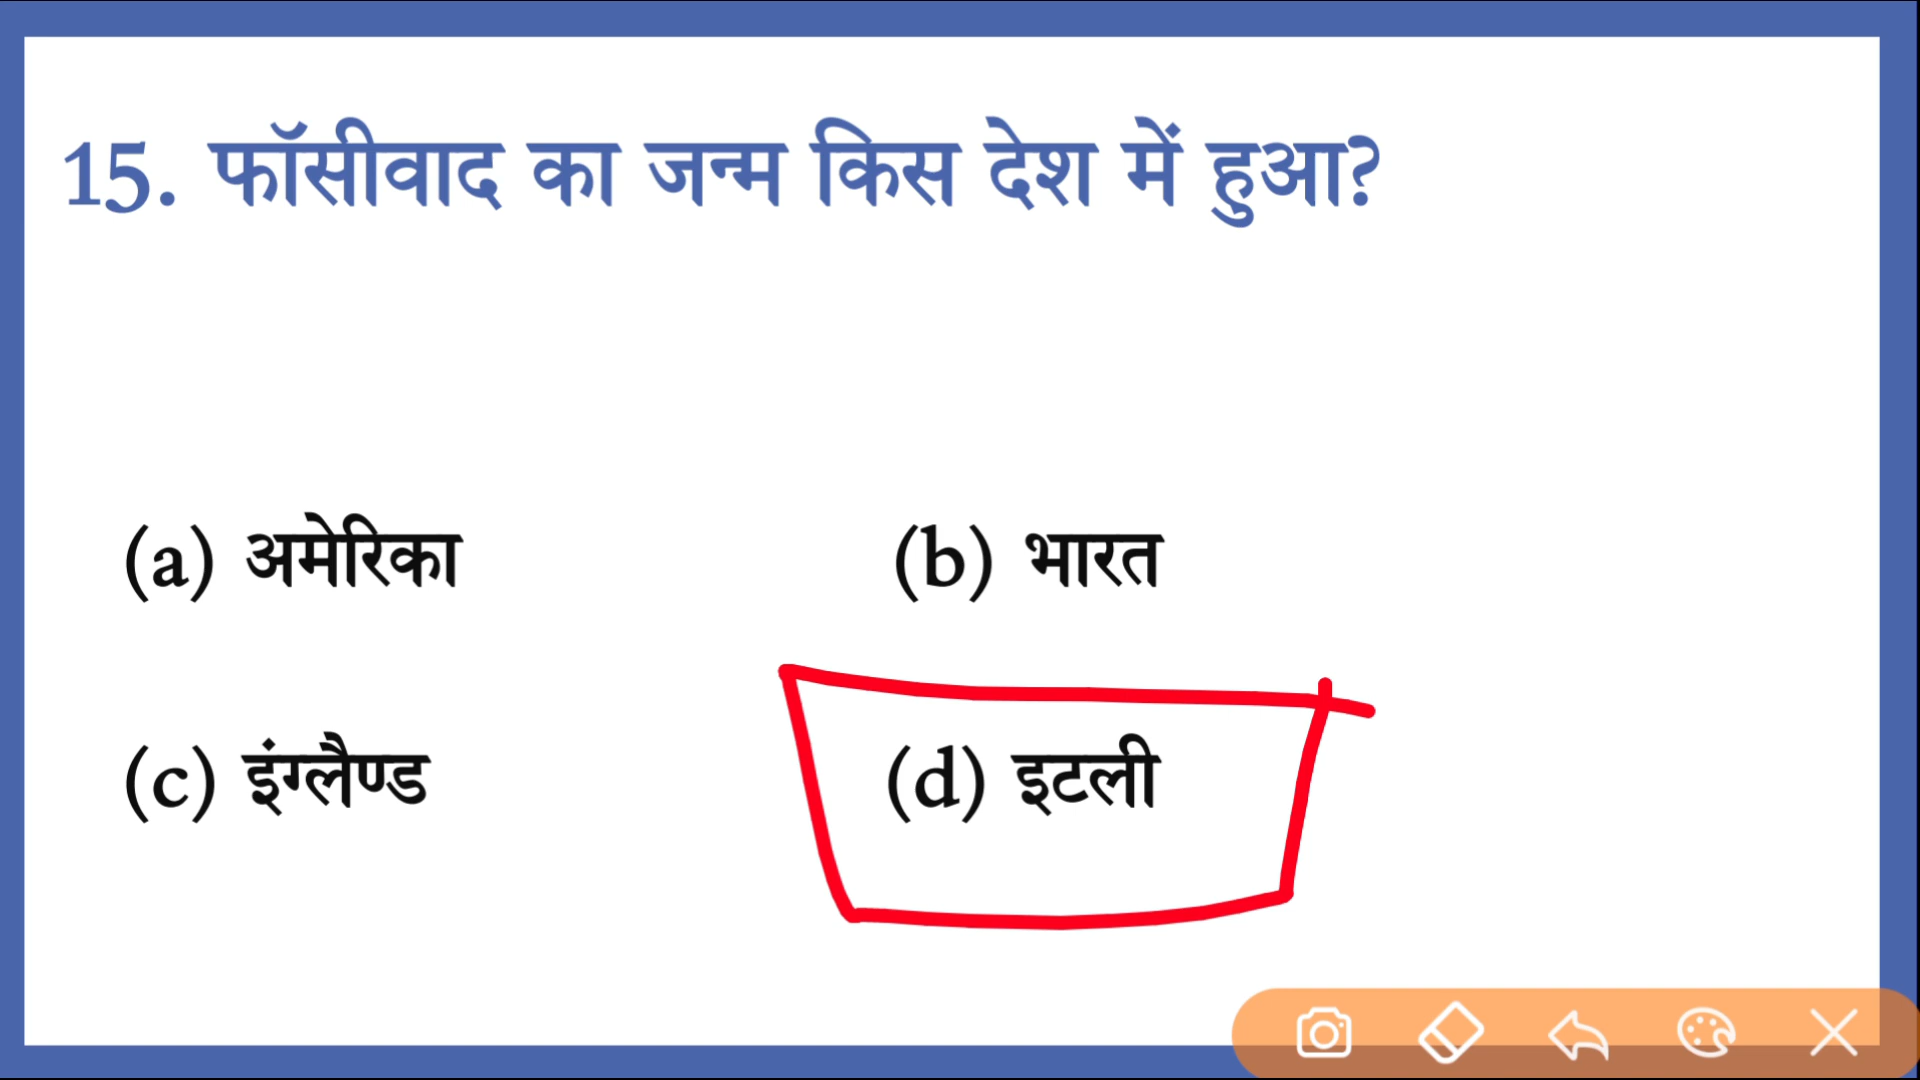 15. फॉसीवाद का जन्म किस देश में हुआ?
(a) अमेरिका
(b) भारत
(c) इंग्लैण्ड
(d) इटली